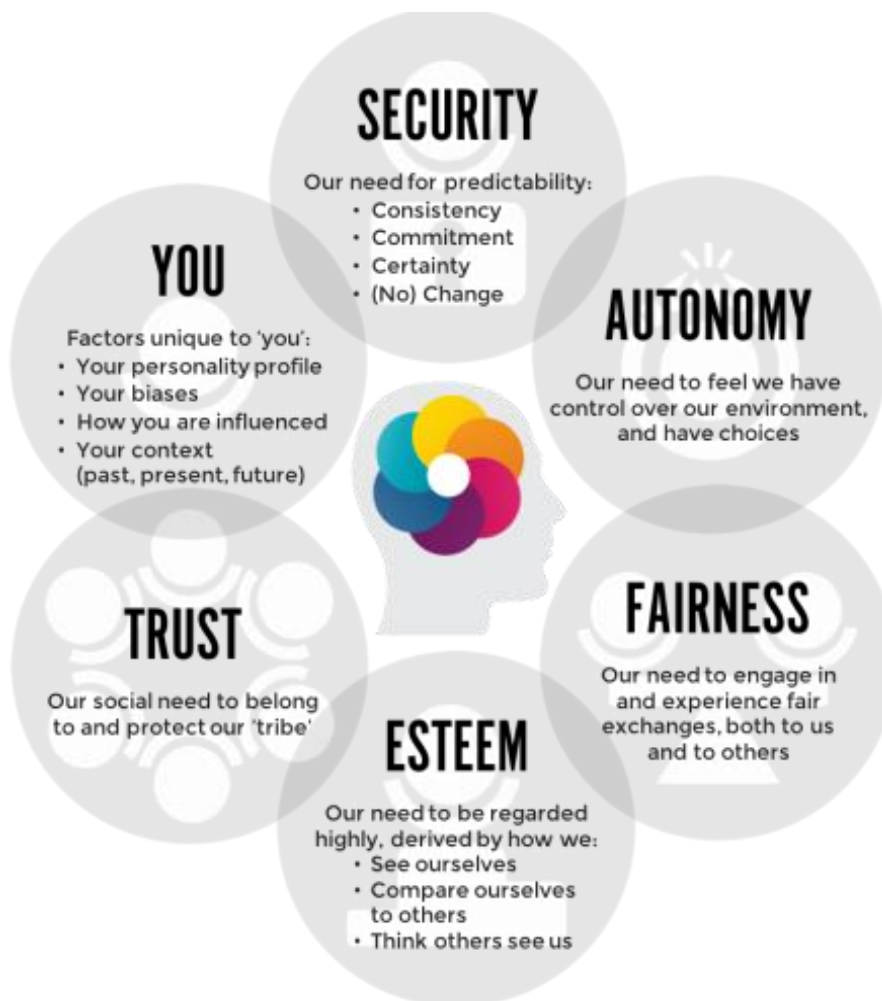 SECURITY
Our need for predictability:
• Consistency
• Commitment
• Certainty
• (No) Change
AUTONOMY
Our need to feel we have
control over our environment,
and have choices
FAIRNESS
Our need to engage in
and experience fair
exchanges, both to us
and to others
ESTEEM
Our need to be regarded
highly, derived by how we:
• See ourselves
• Compare ourselves
to others
• Think others see us
TRUST
Our social need to belong
to and protect our 'tribe'
YOU
Factors unique to 'you':
• Your personality profile
• Your biases
• How you are influenced
• Your context
(past, present, future)